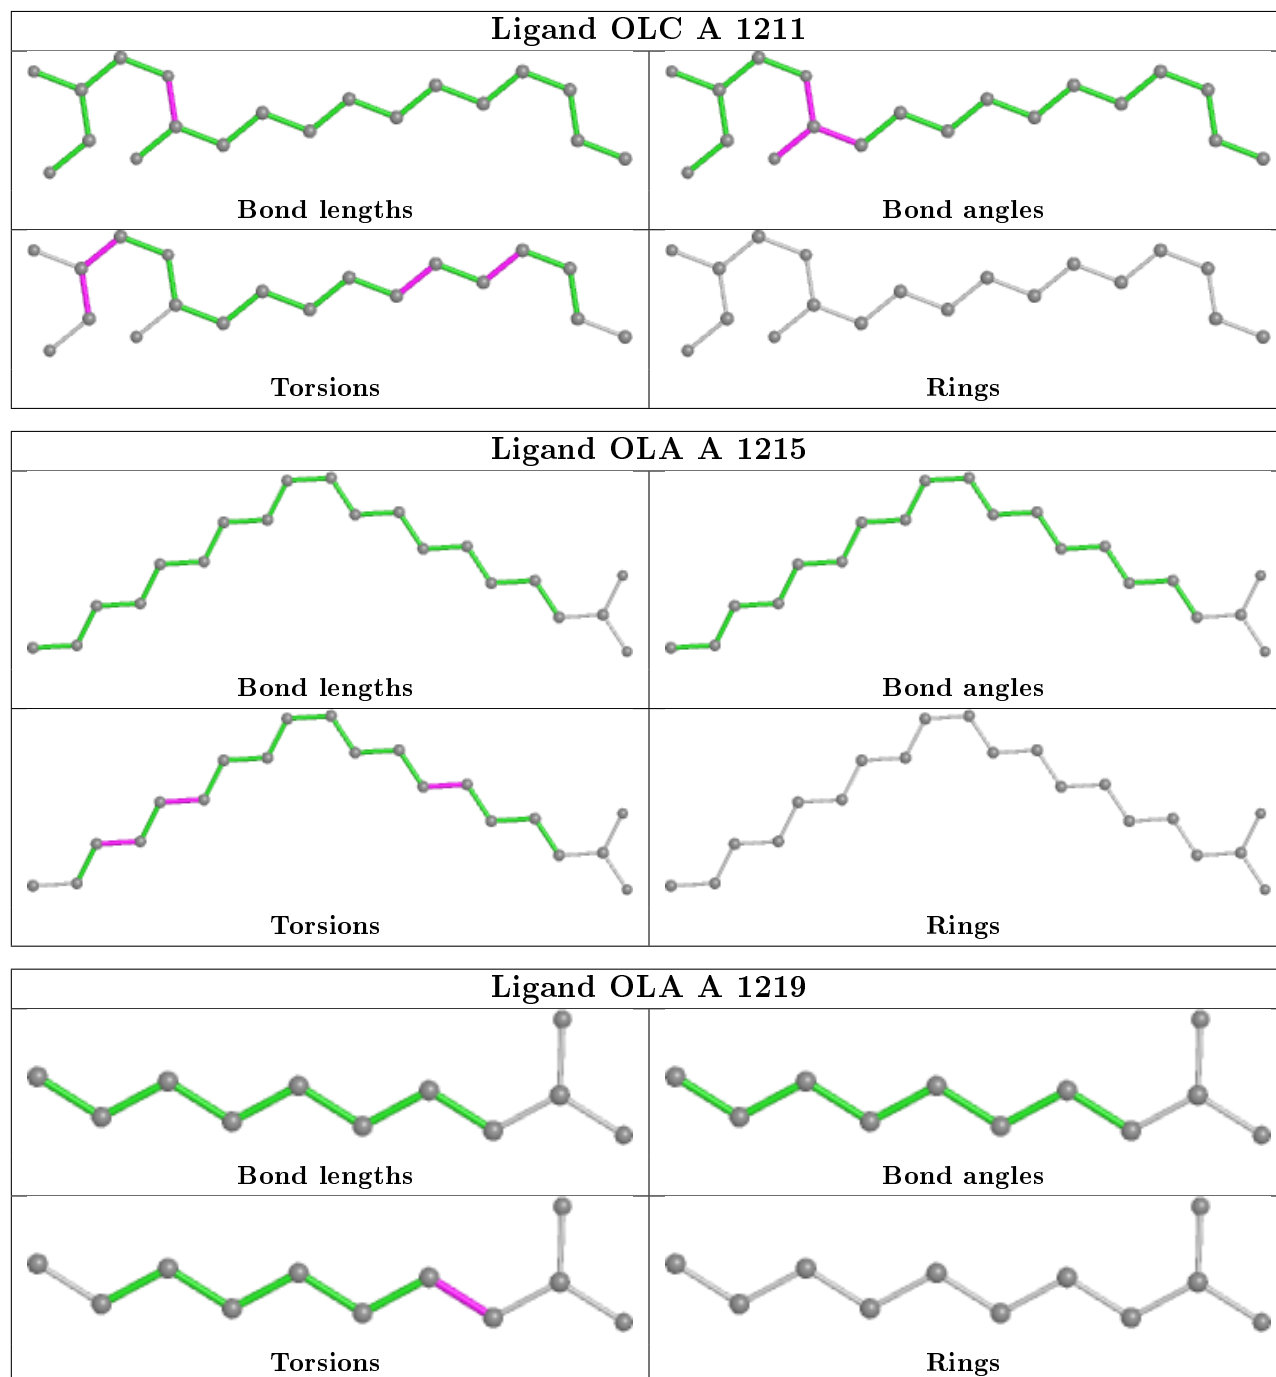 Ligand OLC A 1211
Bond lengths
Bond angles
Torsions
Rings
Ligand OLA A 1215
Bond lengths
Bond angles
Torsions
Rings
Ligand OLA A 1219
Bond lengths
Bond angles
Torsions
Rings